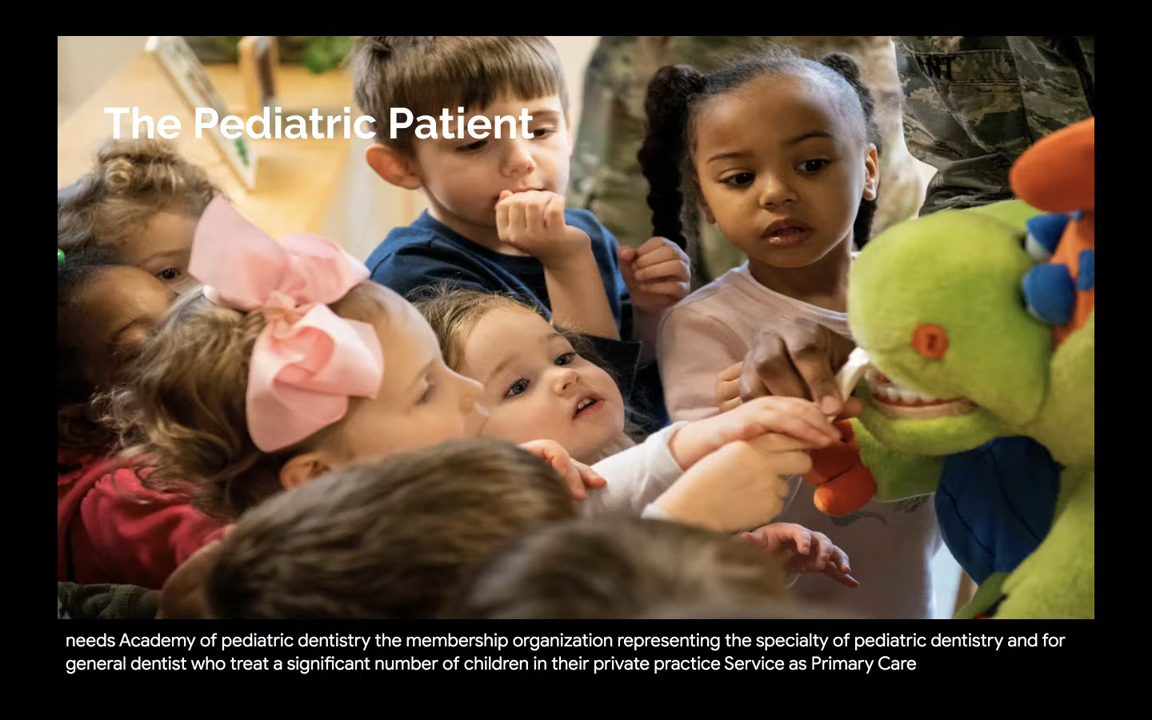 The Pediatric Patient
needs Academy of pediatric dentistry the membership organization representing the specialty of pediatric dentistry and for
general dentist who treat a significant number of children in their private practice Service as Primary Care